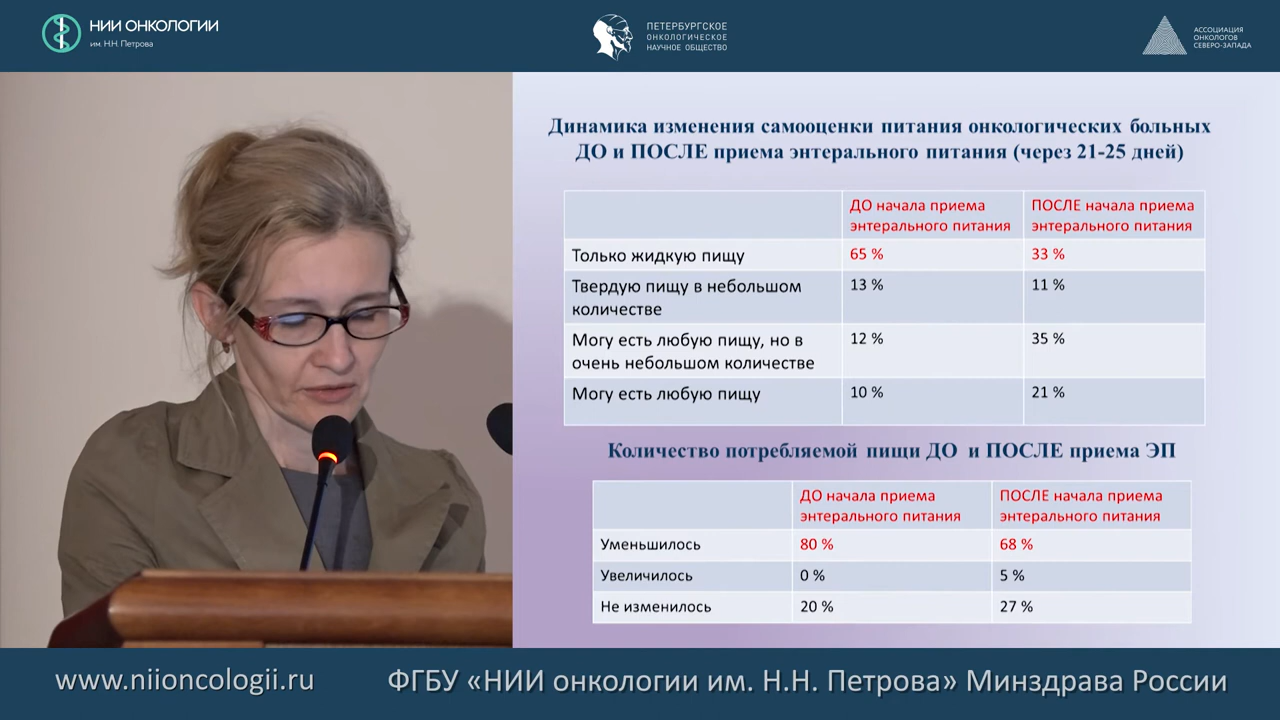 НИИ ОНКОЛОГИИ
им. Н.Н. Петрова
ПЕТЕРБУРГСКОЕ
ОНКОЛОГИЧЕСКОЕ
НАУЧНОЕ ОБЩЕСТВО
АССОЦИАЦИЯ
ОНКОЛОГОВ
СЕВЕРО-ЗАПАДА
Динамика изменения самооценки питания онкологических больных
ДО и ПОСЛЕ приема энтерального питания (через 21-25 дней)
ДО начала приема
энтерального питания
ПОСЛЕ начала приема
энтерального питания
Только жидкую пищу
65 %
33 %
Твердую пищу в небольшом
количестве
13 %
11 %
Могу есть любую пищу, но в
очень небольшом количестве
12 %
35 %
Могу есть любую пищу
10 %
21 %
Количество потребляемой пищи ДО и ПОСЛЕ приема ЭП
ДО начала приема
энтерального питания
ПОСЛЕ начала приема
энтерального питания
Уменьшилось
80 %
68 %
Увеличилось
0 %
5 %
Не изменилось
20 %
27 %
www.niioncologii.ru
ФГБУ «НИИ онкологии им. Н.Н. Петрова» Минздрава России